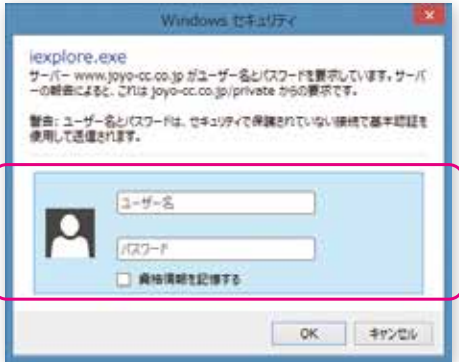 Windows セキュリティ
iexplore.exe
サーバー www.joyo-cc.co.jp がユーザー名とパスワードを要求しています。サーバ
ーの報告によると、これは joyo-cc.co.jp/private からの要求です。
警告: ユーザー名とパスワードは、セキュリティで保護されていない接続で基本認証を
使用して送信されます。
ユーザー名
パスワード
資格情報を記憶する
OK
キャンセル